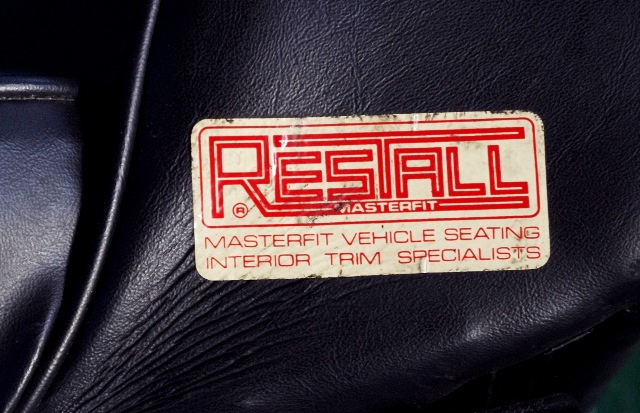 RESTALL
® MASTERFIT
MASTERFIT VEHICLE SEATING
INTERIOR TRIM SPECIALISTS